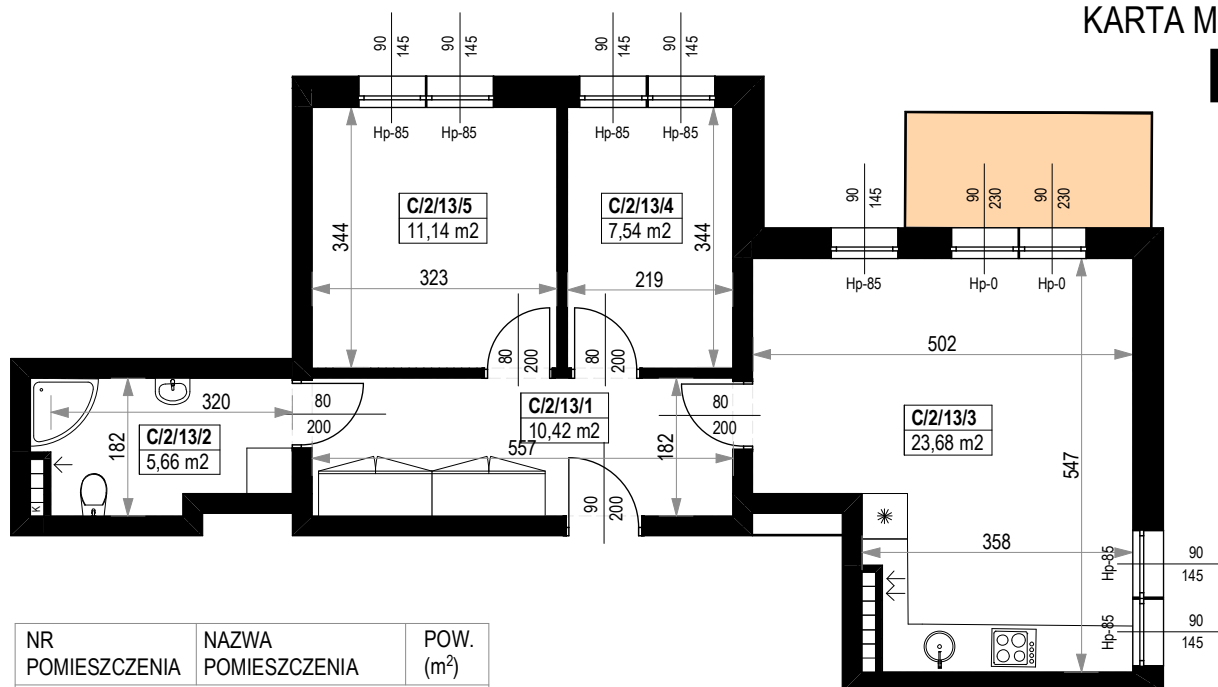 KARTA M
90
145
90
145
90
145
90
145
Hp-85
Hp-85
Hp-85
Hp-85
C/2/13/5
11,14 m2
C/2/13/4
7,54 m2
344
344
323
219
90
145
90
230
90
230
Hp-85
Hp-0
Hp-0
80
200
80
200
502
320
80
200
C/2/13/1
10,42 m2
80
200
C/2/13/3
23,68 m2
C/2/13/2
5,66 m2
182
557
182
547
90
200
K
358
Hp-85
90
145
Hp-85
90
145
NR POMIESZCZENIA
NAZWA POMIESZCZENIA
POW. (m²)